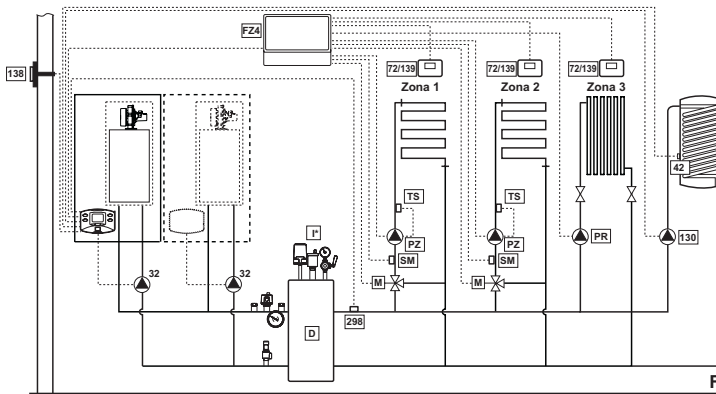 FZ4
72/139
72/139
72/139
138
Zona 1
Zona 2
Zona 3
42
TS
TS
I*
PZ
PZ
PR
130
SM
SM
32
32
M
M
298
D
F